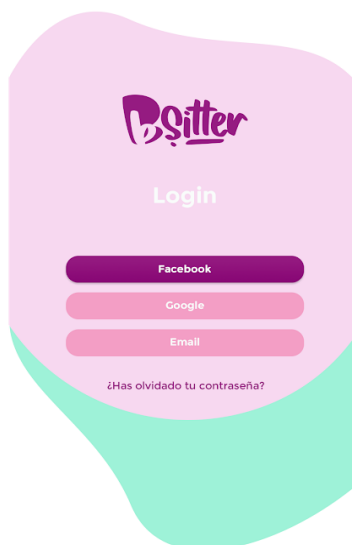 bSitter
Login
Facebook
Google
Email
¿Has olvidado tu contraseña?